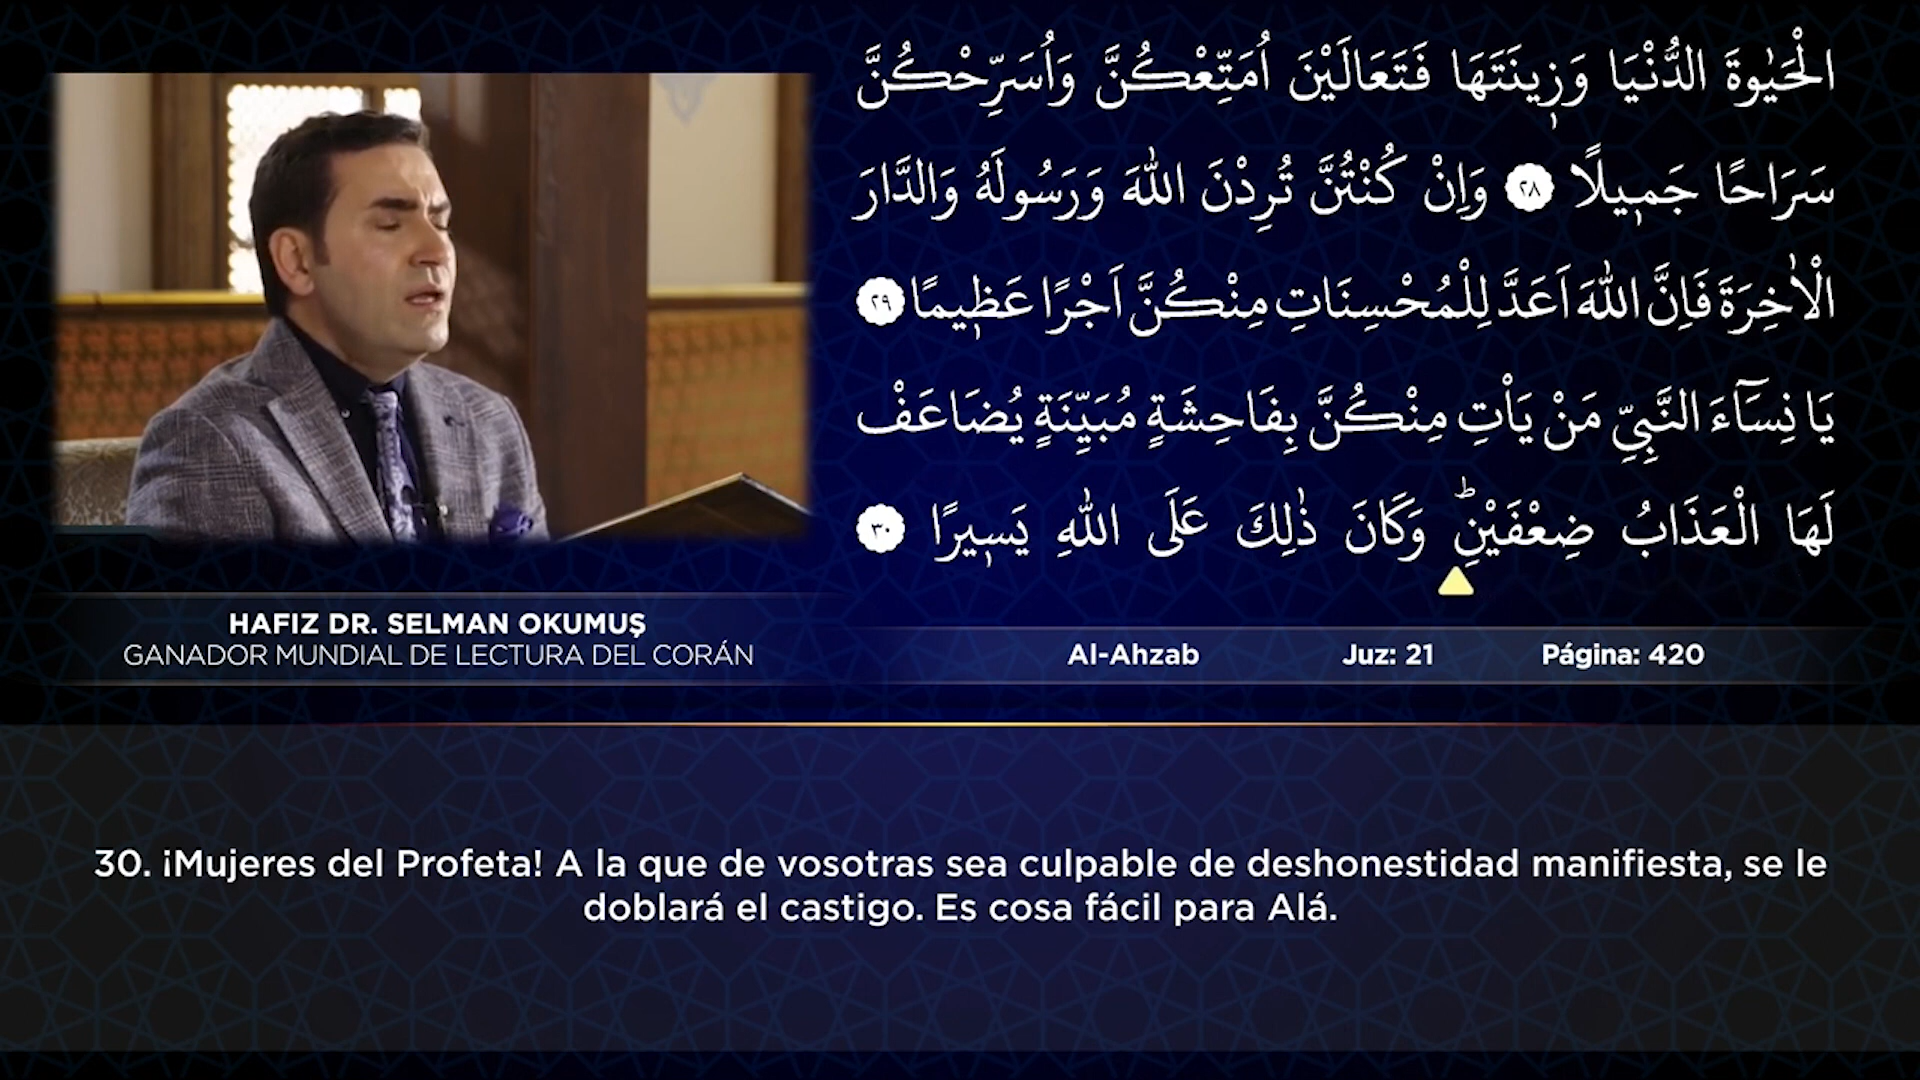 الْحَيٰوةَ الدُّنْيَا وَزٖينَتَهَا فَتَعَالَيْنَ اُمَتِّعْكُنَّ وَاُسَرِّحْكُنَّ
سَرَاحًا جَمٖيلًا ٢٨ وَاِنْ كُنْتُنَّ تُرِدْنَ اللّٰهَ وَرَسُولَهُ وَالدَّارَ
الْاٰخِرَةَ فَاِنَّ اللّٰهَ اَعَدَّ لِلْمُحْسِنَاتِ مِنْكُنَّ اَجْرًا عَظٖيمًا ٢٩
يَا نِسَٓاءَ النَّبِيِّ مَنْ يَأْتِ مِنْكُنَّ بِفَاحِشَةٍ مُبَيِّنَةٍ يُضَاعَفْ
لَهَا الْعَذَابُ ضِعْفَيْنِؕ وَكَانَ ذٰلِكَ عَلَى اللّٰهِ يَسٖيرًا ٣٠
HAFIZ DR. SELMAN OKUMUŞ
GANADOR MUNDIAL DE LECTURA DEL CORÁN
Al-Ahzab Juz: 21 Página: 420
30. ¡Mujeres del Profeta! A la que de vosotras sea culpable de deshonestidad manifiesta, se le
doblará el castigo. Es cosa fácil para Alá.